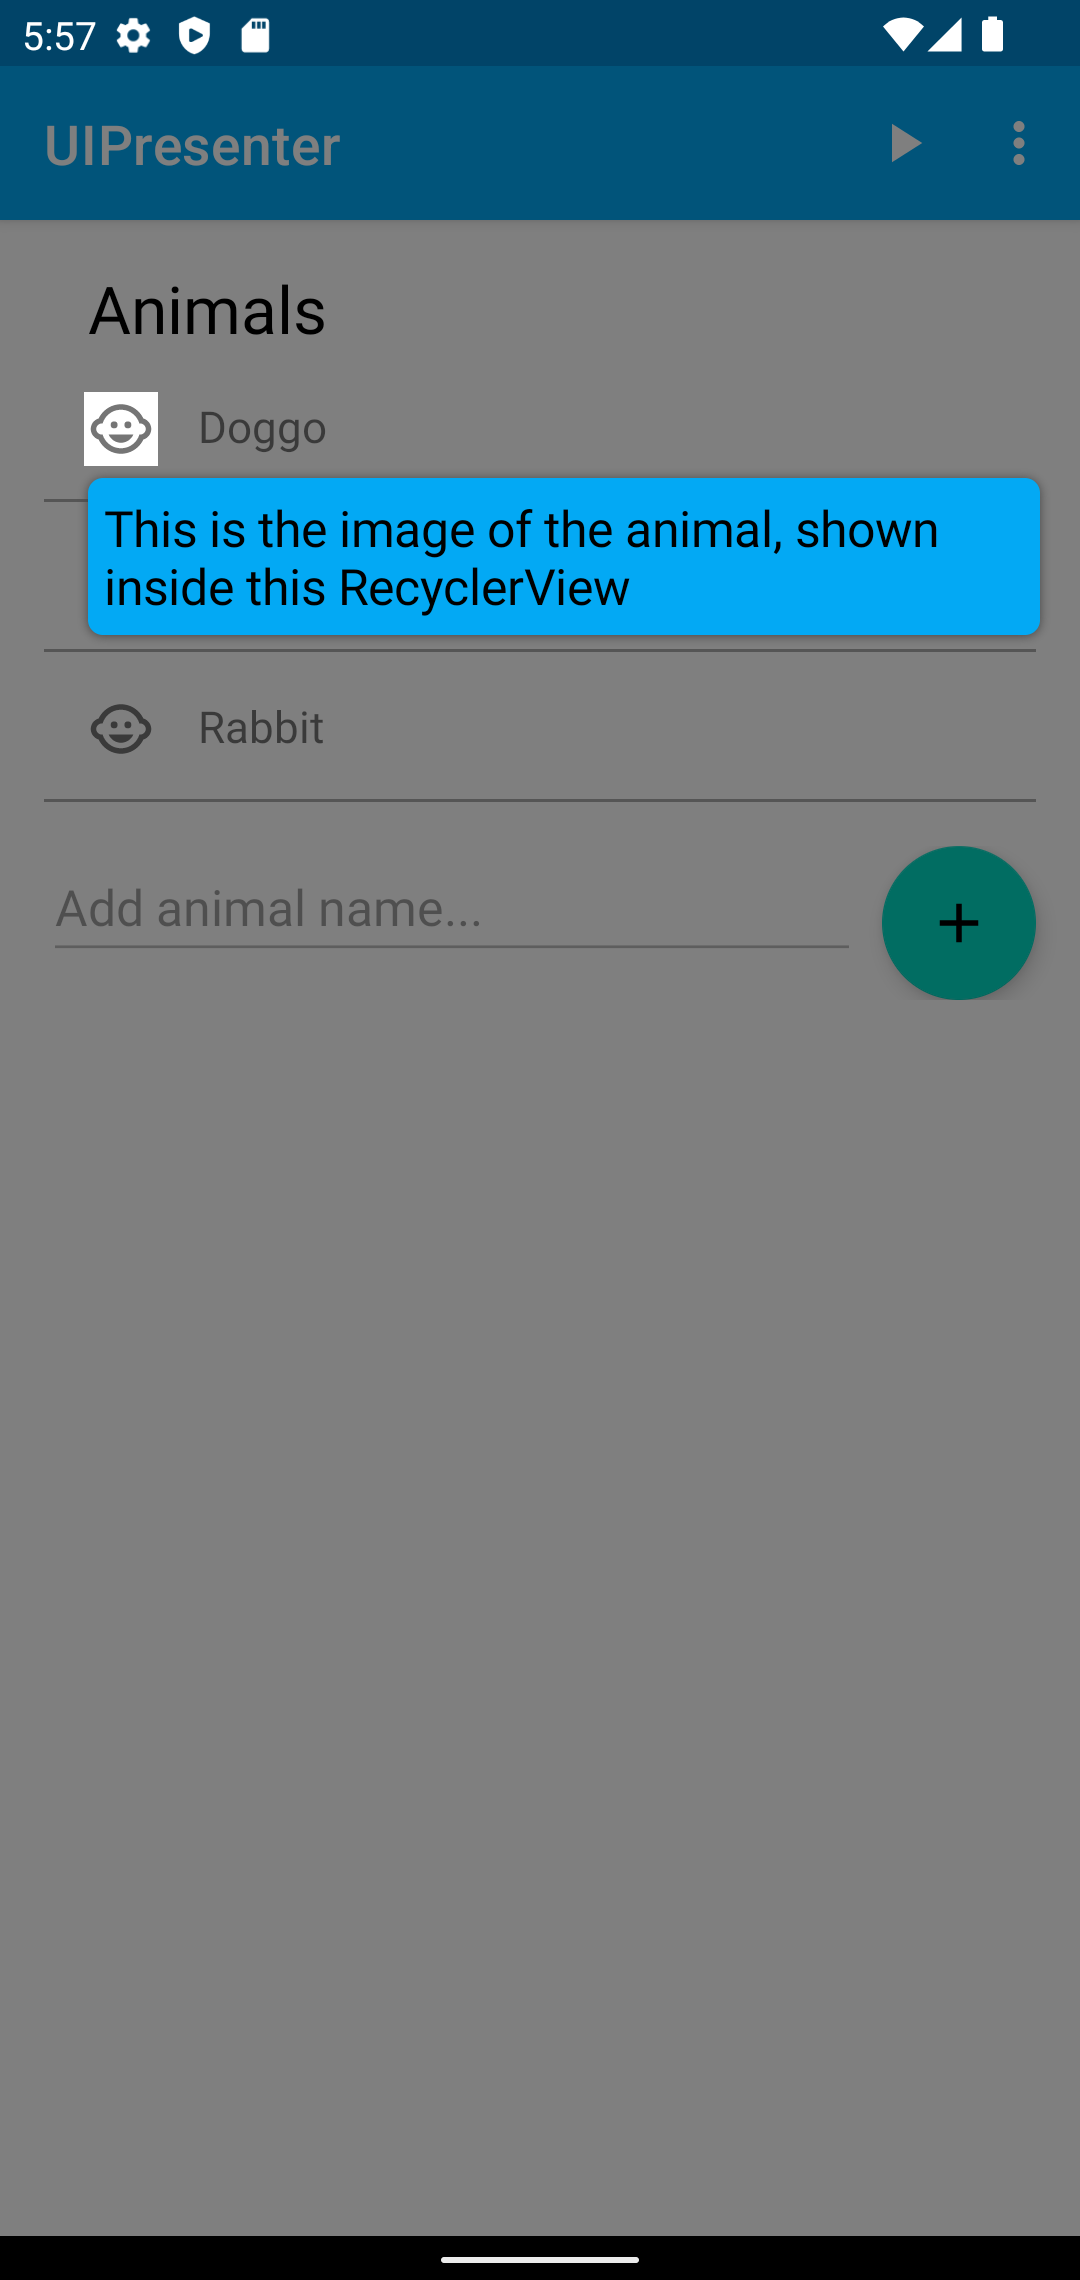 5:57
UIPresenter
Animals
Doggo
This is the image of the animal, shown
inside this RecyclerView
Rabbit
Add animal name...